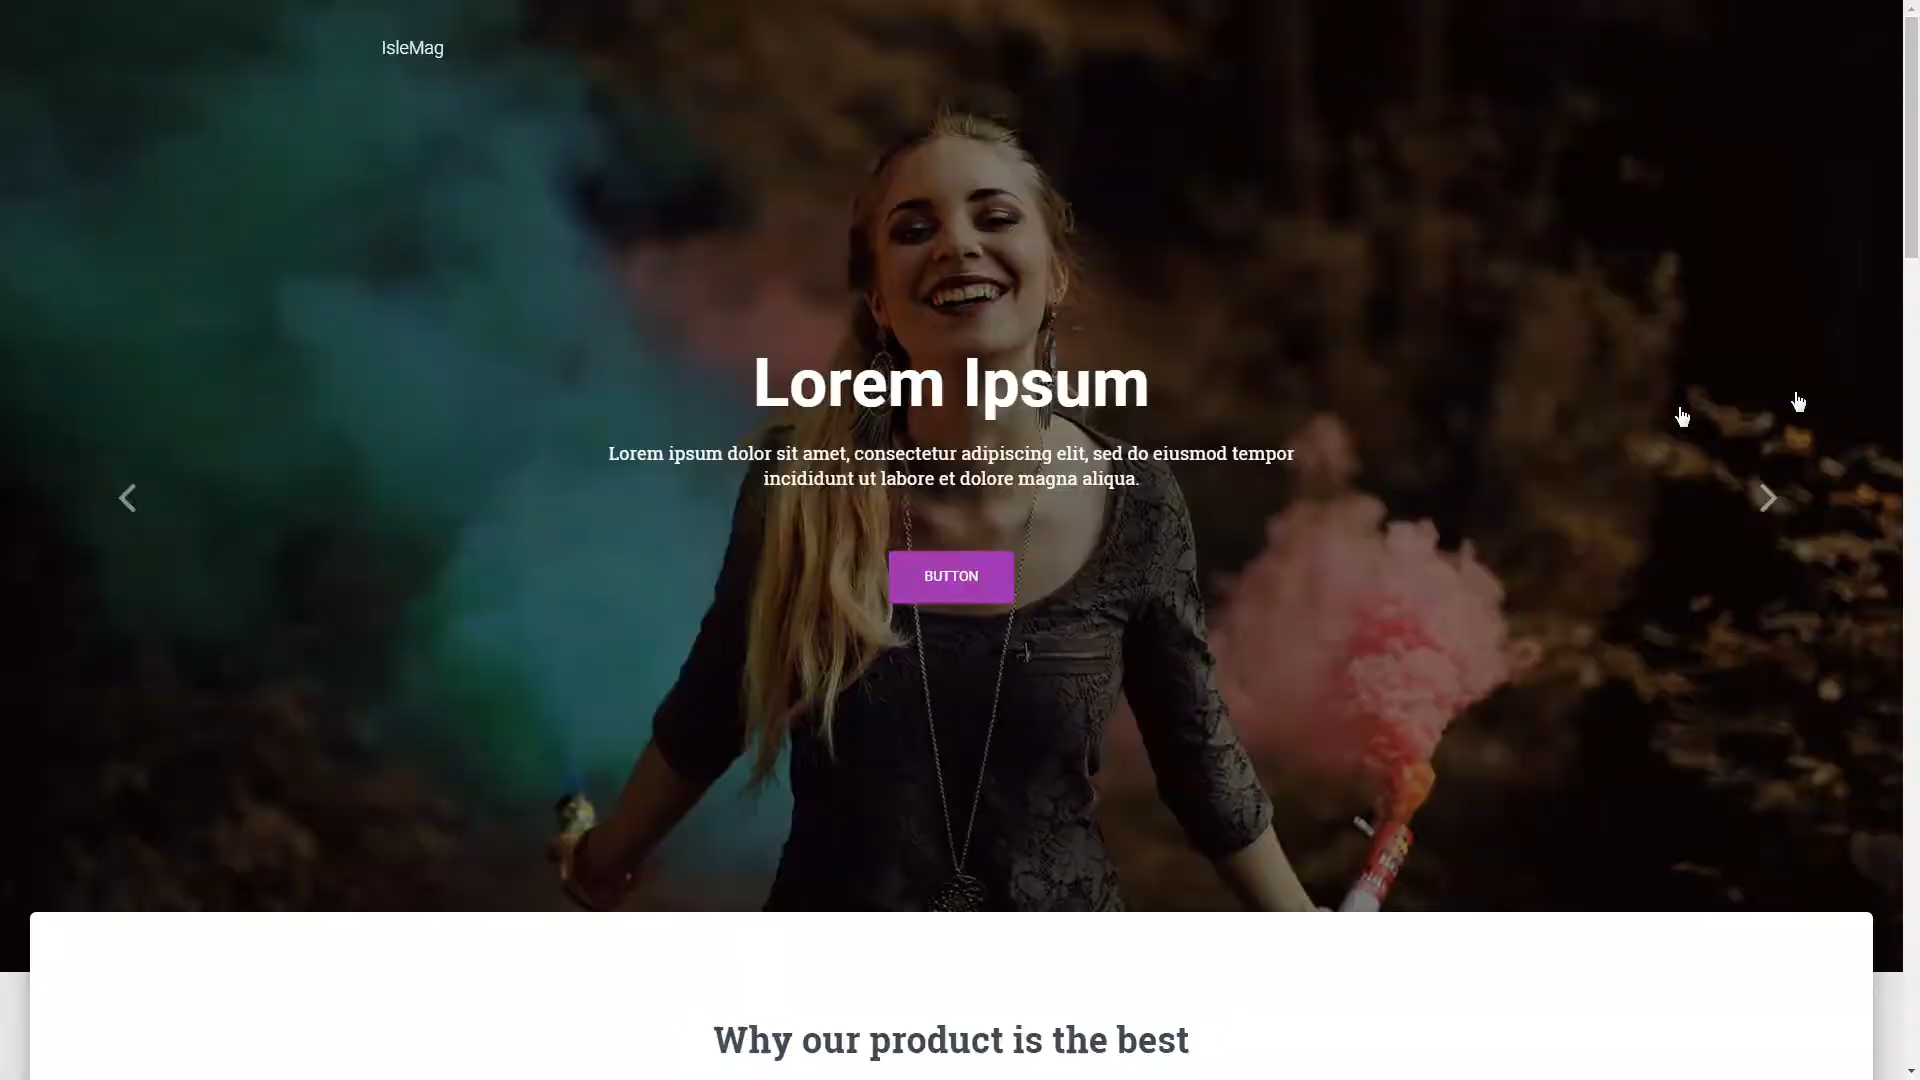 IsleMag
Lorem Ipsum
Lorem ipsum dolor sit amet, consectetur adipiscing elit, sed do eiusmod tempor
incididunt ut labore et dolore magna aliqua.
BUTTON
Why our product is the best